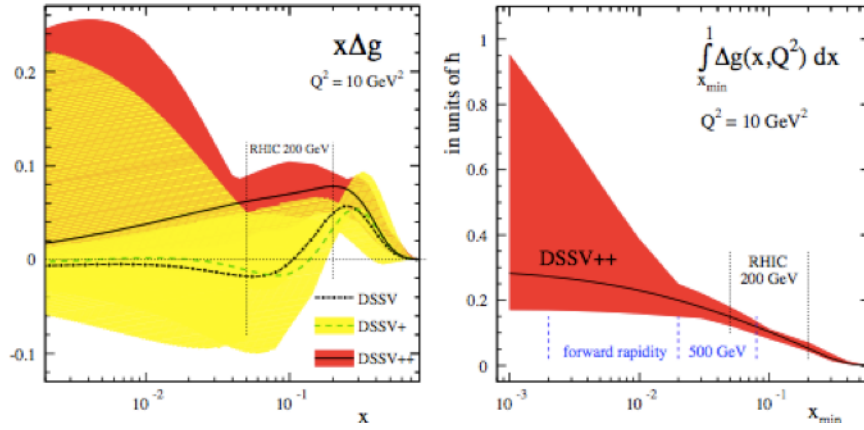 xΔg
Q² = 10 GeV²
RHIC 200 GeV
0.2
0.1
0
-0.1
DSSV
DSSV+
DSSV++
10⁻² 10⁻¹
x
in units of ħ
1
∫ Δg(x,Q²) dx
x_min
Q² = 10 GeV²
1
0.8
0.6
0.4
0.2
0
DSSV++
RHIC
200 GeV
forward rapidity 500 GeV
10⁻³ 10⁻² 10⁻¹
x_min